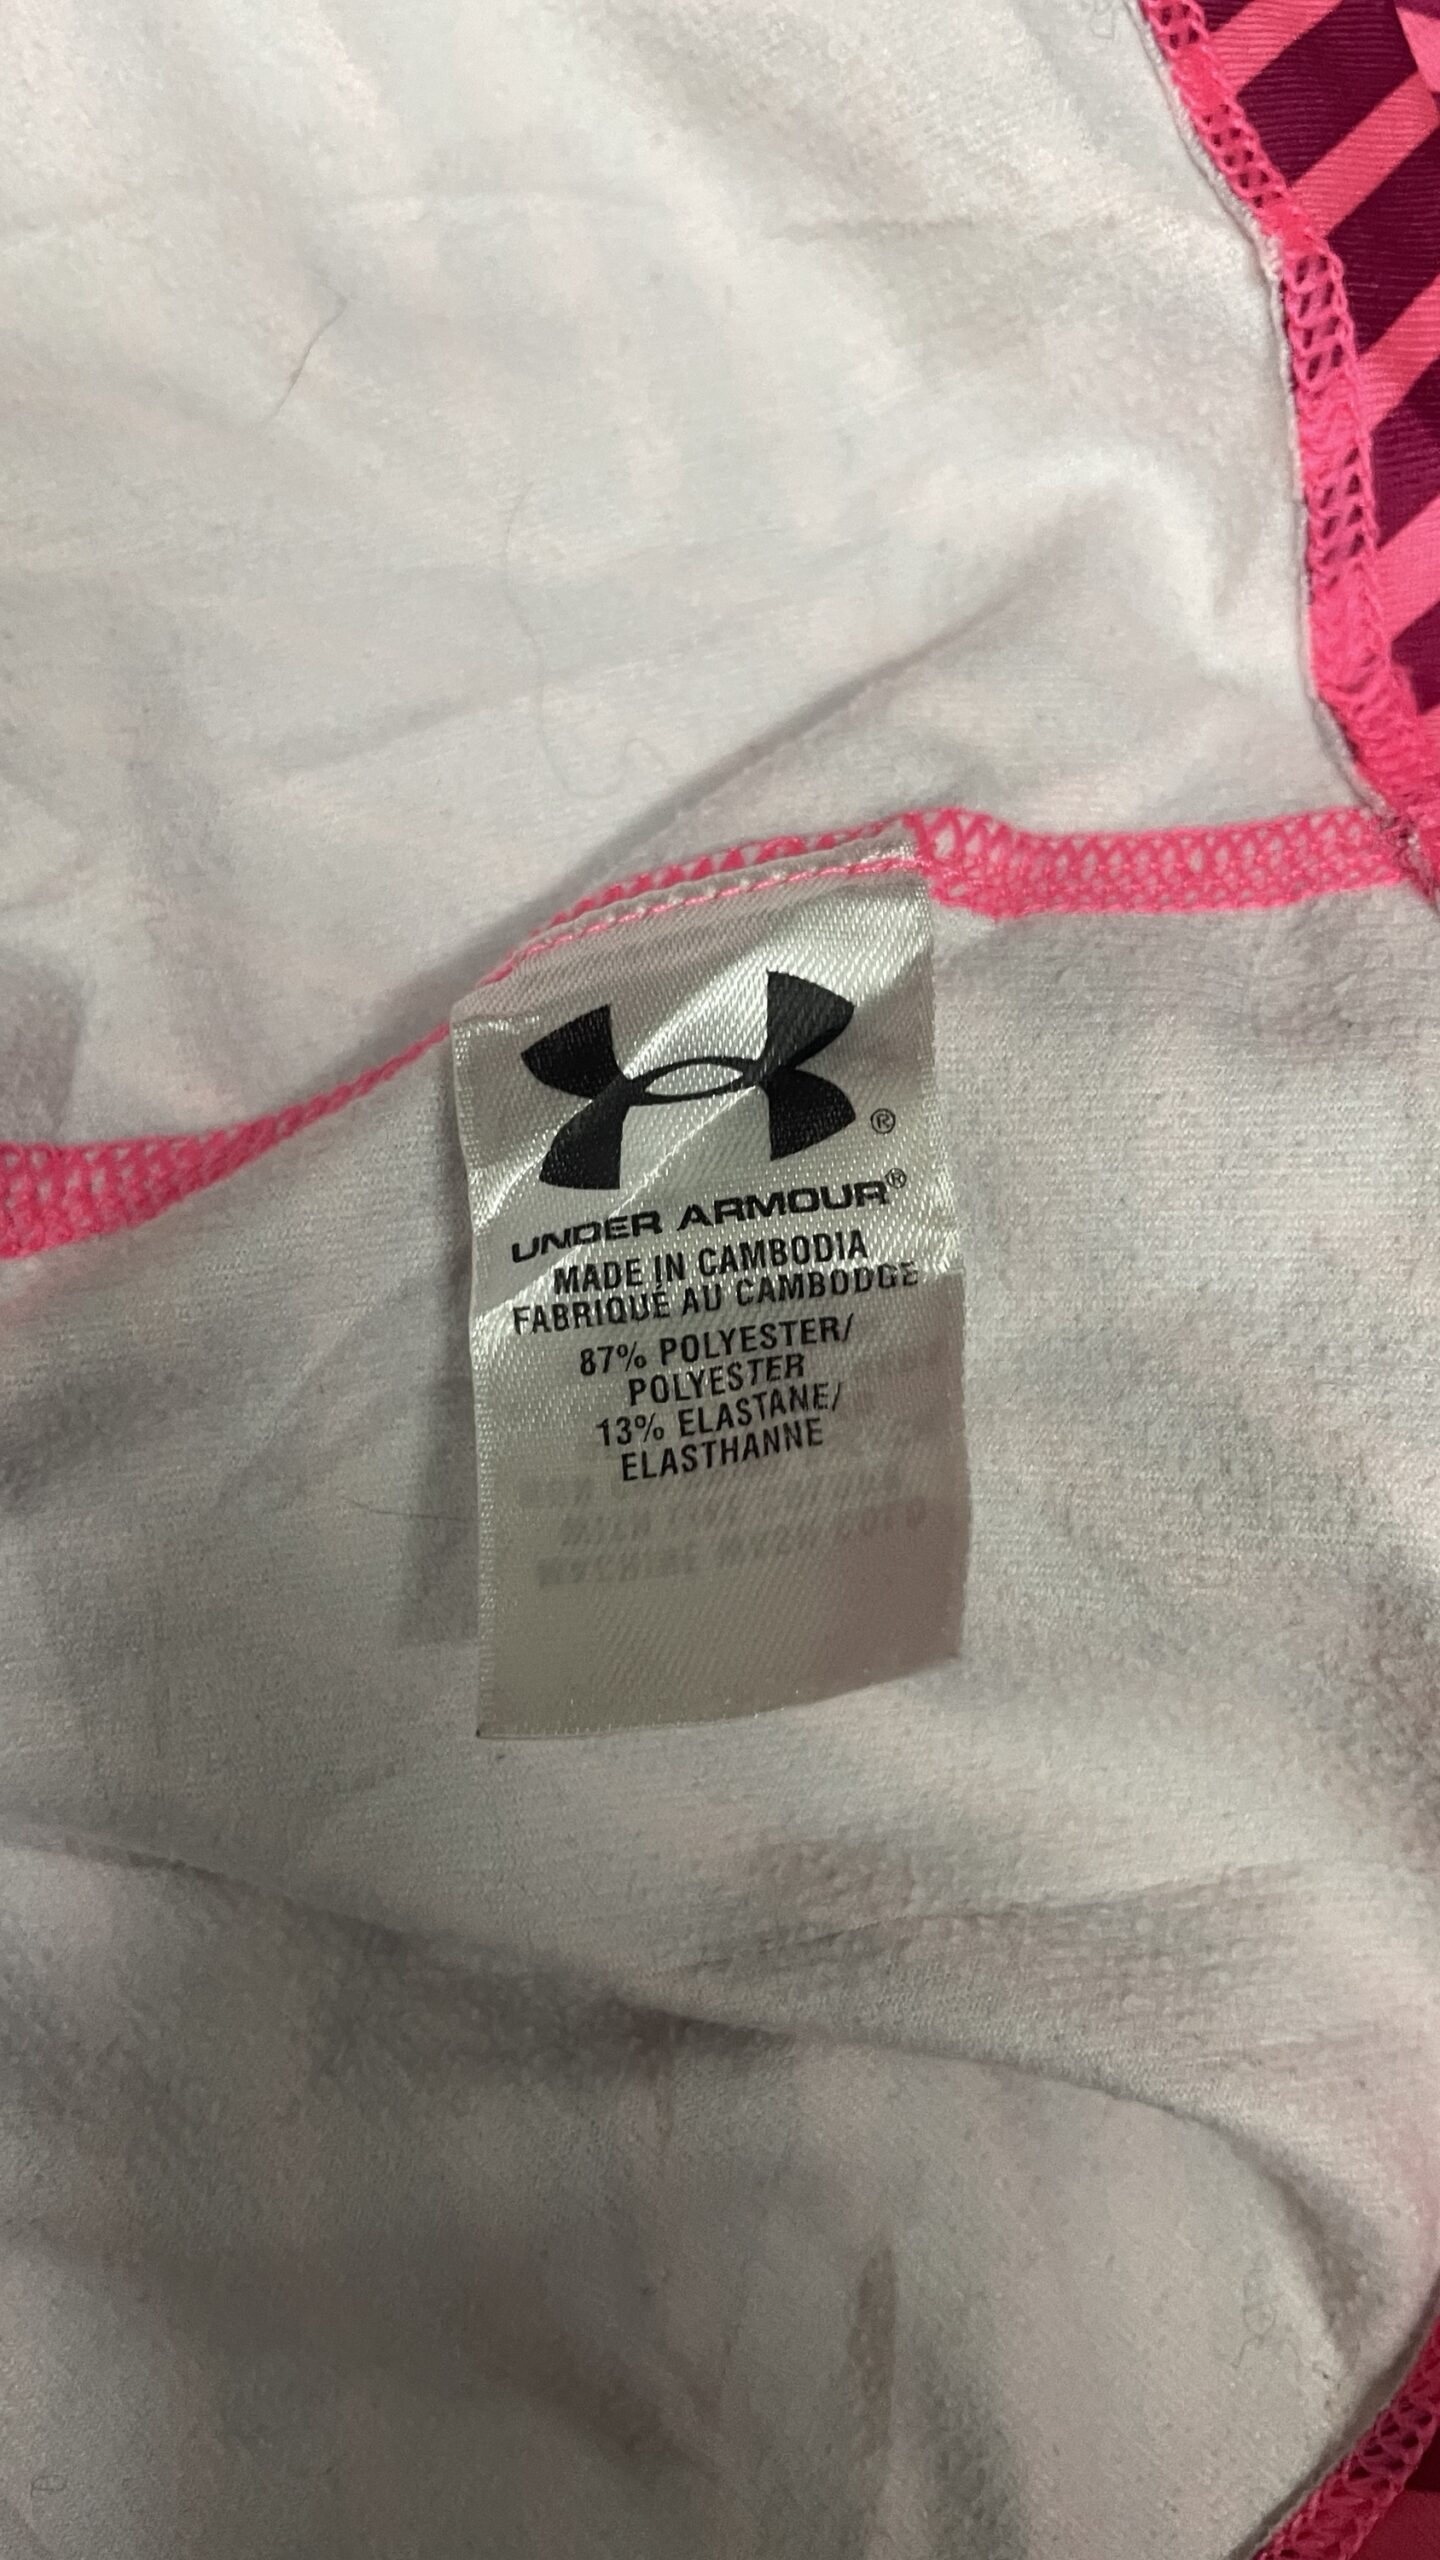 ®
UNDER ARMOUR®
MADE IN CAMBODIA
FABRIQUÉ AU CAMBODGE
87% POLYESTER/
POLYESTER
13% ELASTANE/
ELASTHANNE